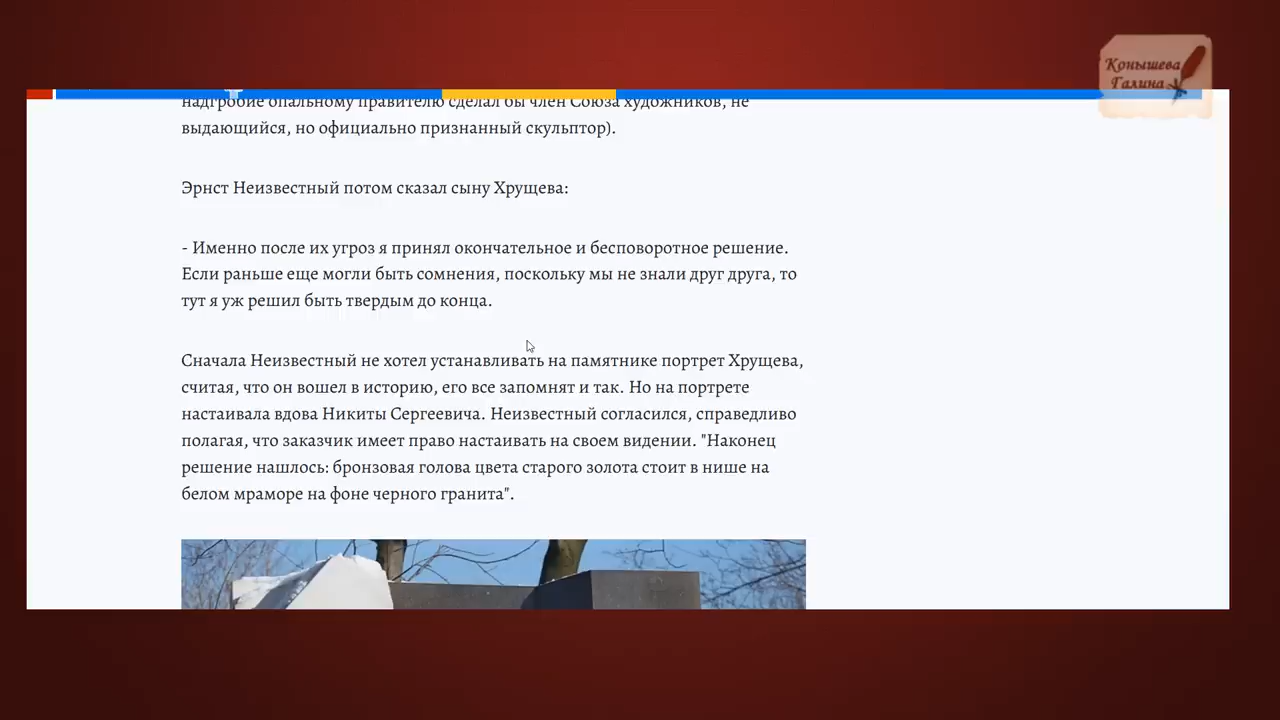 Конышева
Галина
надгробие опальному правителю сделал бы член Союза художников, не
выдающийся, но официально признанный скульптор).
Эрнст Неизвестный потом сказал сыну Хрущева:
- Именно после их угроз я принял окончательное и бесповоротное решение.
Если раньше еще могли быть сомнения, поскольку мы не знали друг друга, то
тут я уж решил быть твердым до конца.
Сначала Неизвестный не хотел устанавливать на памятнике портрет Хрущева,
считая, что он вошел в историю, его все запомнят и так. Но на портрете
настаивала вдова Никиты Сергеевича. Неизвестный согласился, справедливо
полагая, что заказчик имеет право настаивать на своем видении. "Наконец
решение нашлось: бронзовая голова цвета старого золота стоит в нише на
белом мраморе на фоне черного гранита".